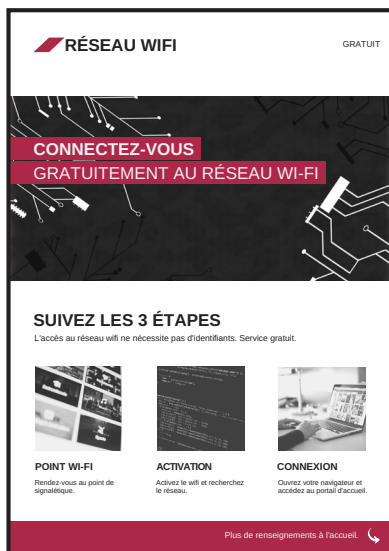 RÉSEAU WIFI
GRATUIT
CONNECTEZ-VOUS
GRATUITEMENT AU RÉSEAU WI-FI
SUIVEZ LES 3 ÉTAPES
L'accès au réseau wifi ne nécessite pas d'identifiants. Service gratuit.
POINT WI-FI
Rendez-vous au point de
signalétique.
ACTIVATION
Activez le wifi et recherchez
le réseau.
CONNEXION
Ouvrez votre navigateur et
accédez au portail d'accueil.
Plus de renseignements à l'accueil.